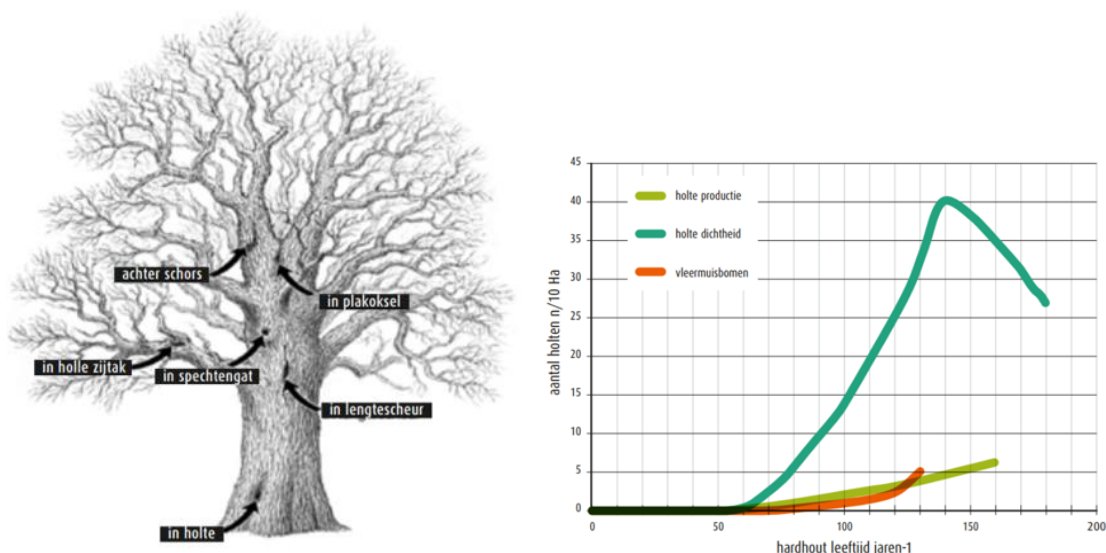 achter schors
in plakoksel
in holle zijtak
in spechtengat
in lengtescheur
in holte
aantal holten n/10 Ha
45
40
35
30
25
20
15
10
5
0
holte productie
holte dichtheid
vleermuisbomen
0
50
100
150
200
hardhout leeftijd jaren-1